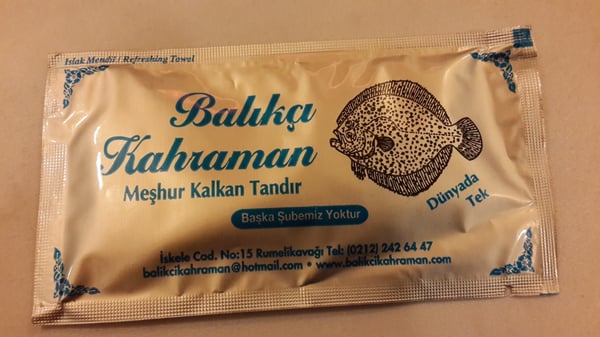 Islak Mendil / Refreshing Towel
Balıkçı
Kahraman
Meşhur Kalkan Tandır
Dünyada
Tek
Başka Şubemiz Yoktur
İskele Cad. No:15 Rumelikavağı Tel: (0212) 242 64 47
balikcikahraman@hotmail.com • www.balikcikahraman.com